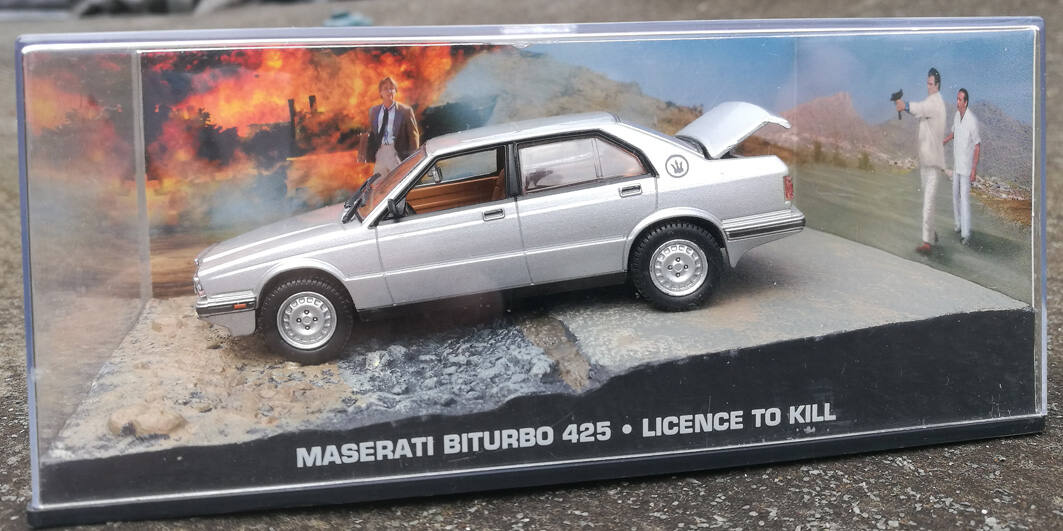 MASERATI BITURBO 425 • LICENCE TO KILL